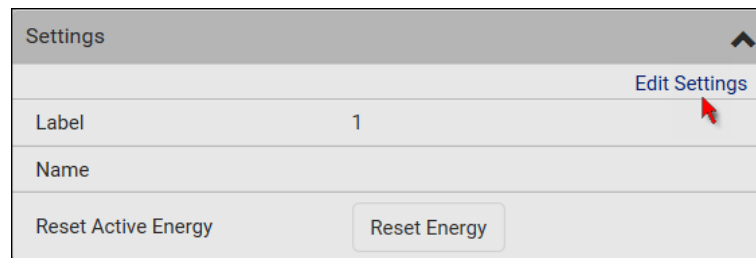 Settings
Edit Settings
Label 1
Name
Reset Active Energy Reset Energy